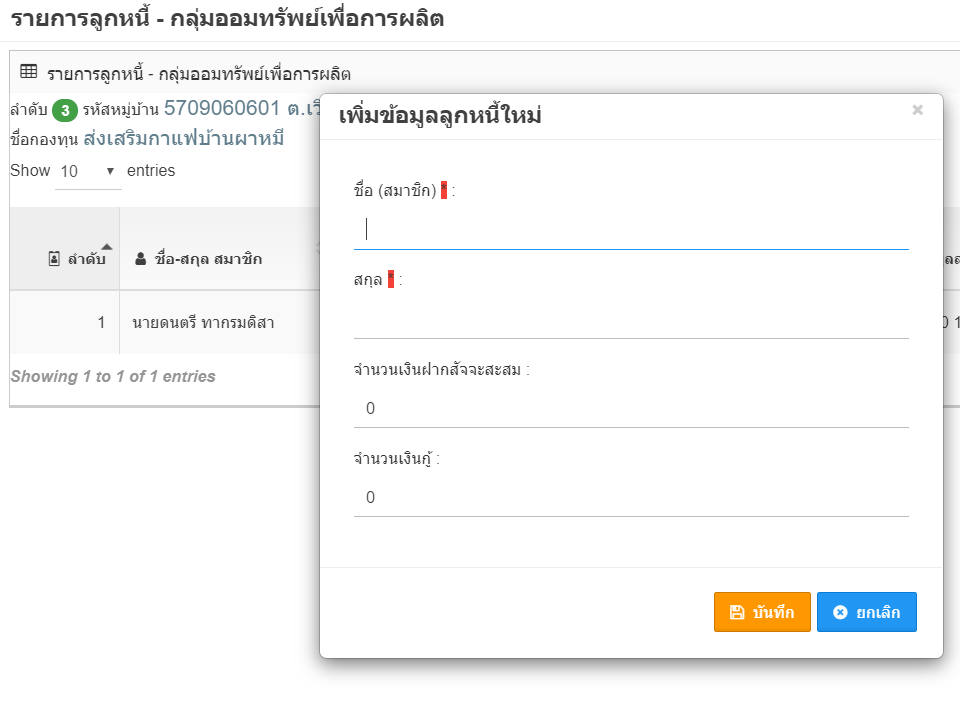 รายการลูกหนี้ - กลุ่มออมทรัพย์เพื่อการผลิต
รายการลูกหนี้ - กลุ่มออมทรัพย์เพื่อการผลิต
ลำดับ 3 รหัสหมู่บ้าน 5709060601
ชื่อกองทุน ส่งเสริมกาแฟบ้านผาหมี
Show 10 entries
ลำดับ ชื่อ-สกุล สมาชิก
1 นายดนตรี ทากรมดิสา
Showing 1 to 1 of 1 entries
เพิ่มข้อมูลลูกหนี้ใหม่ ×
ชื่อ (สมาชิก) * :
สกุล * :
จำนวนเงินฝากสัจจะสะสม :
0
จำนวนเงินกู้ :
0
บันทึก ยกเลิก